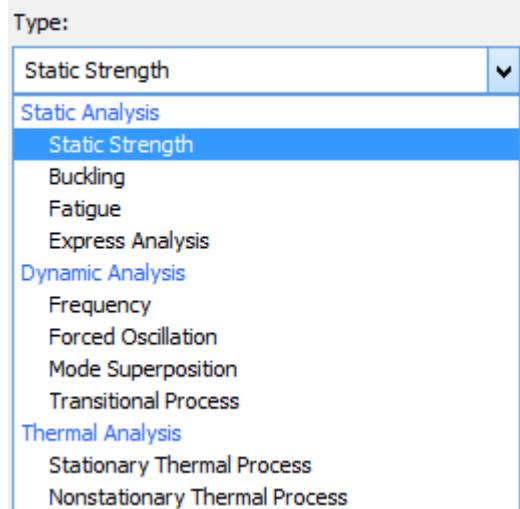 Type:
Static Strength
Static Analysis
Static Strength
Buckling
Fatigue
Express Analysis
Dynamic Analysis
Frequency
Forced Oscillation
Mode Superposition
Transitional Process
Thermal Analysis
Stationary Thermal Process
Nonstationary Thermal Process